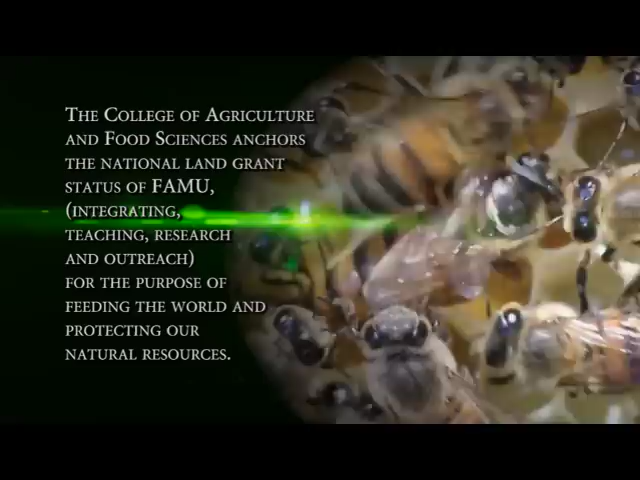 The College of Agriculture
and Food Sciences anchors
the national land grant
status of FAMU,
(integrating,
teaching, research
and outreach)
for the purpose of
feeding the world and
protecting our
natural resources.